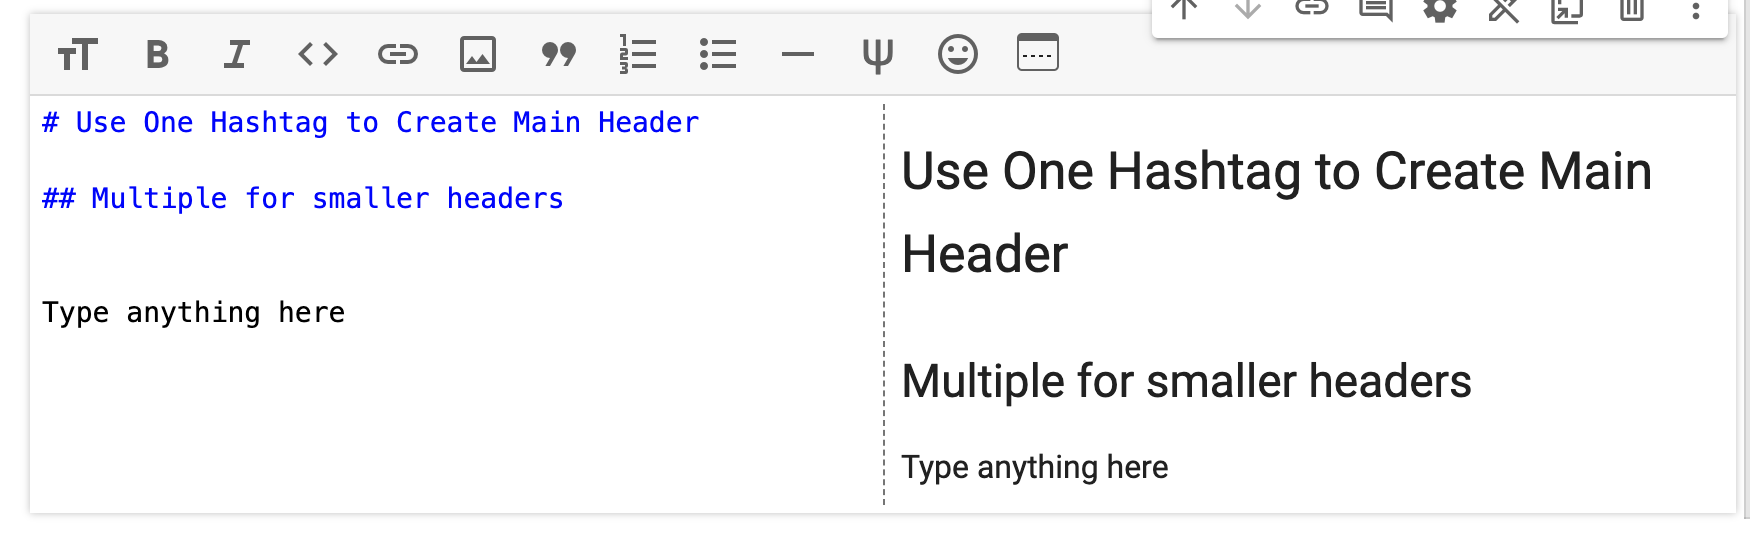 # Use One Hashtag to Create Main Header
## Multiple for smaller headers
Type anything here
Use One Hashtag to Create Main
Header
Multiple for smaller headers
Type anything here